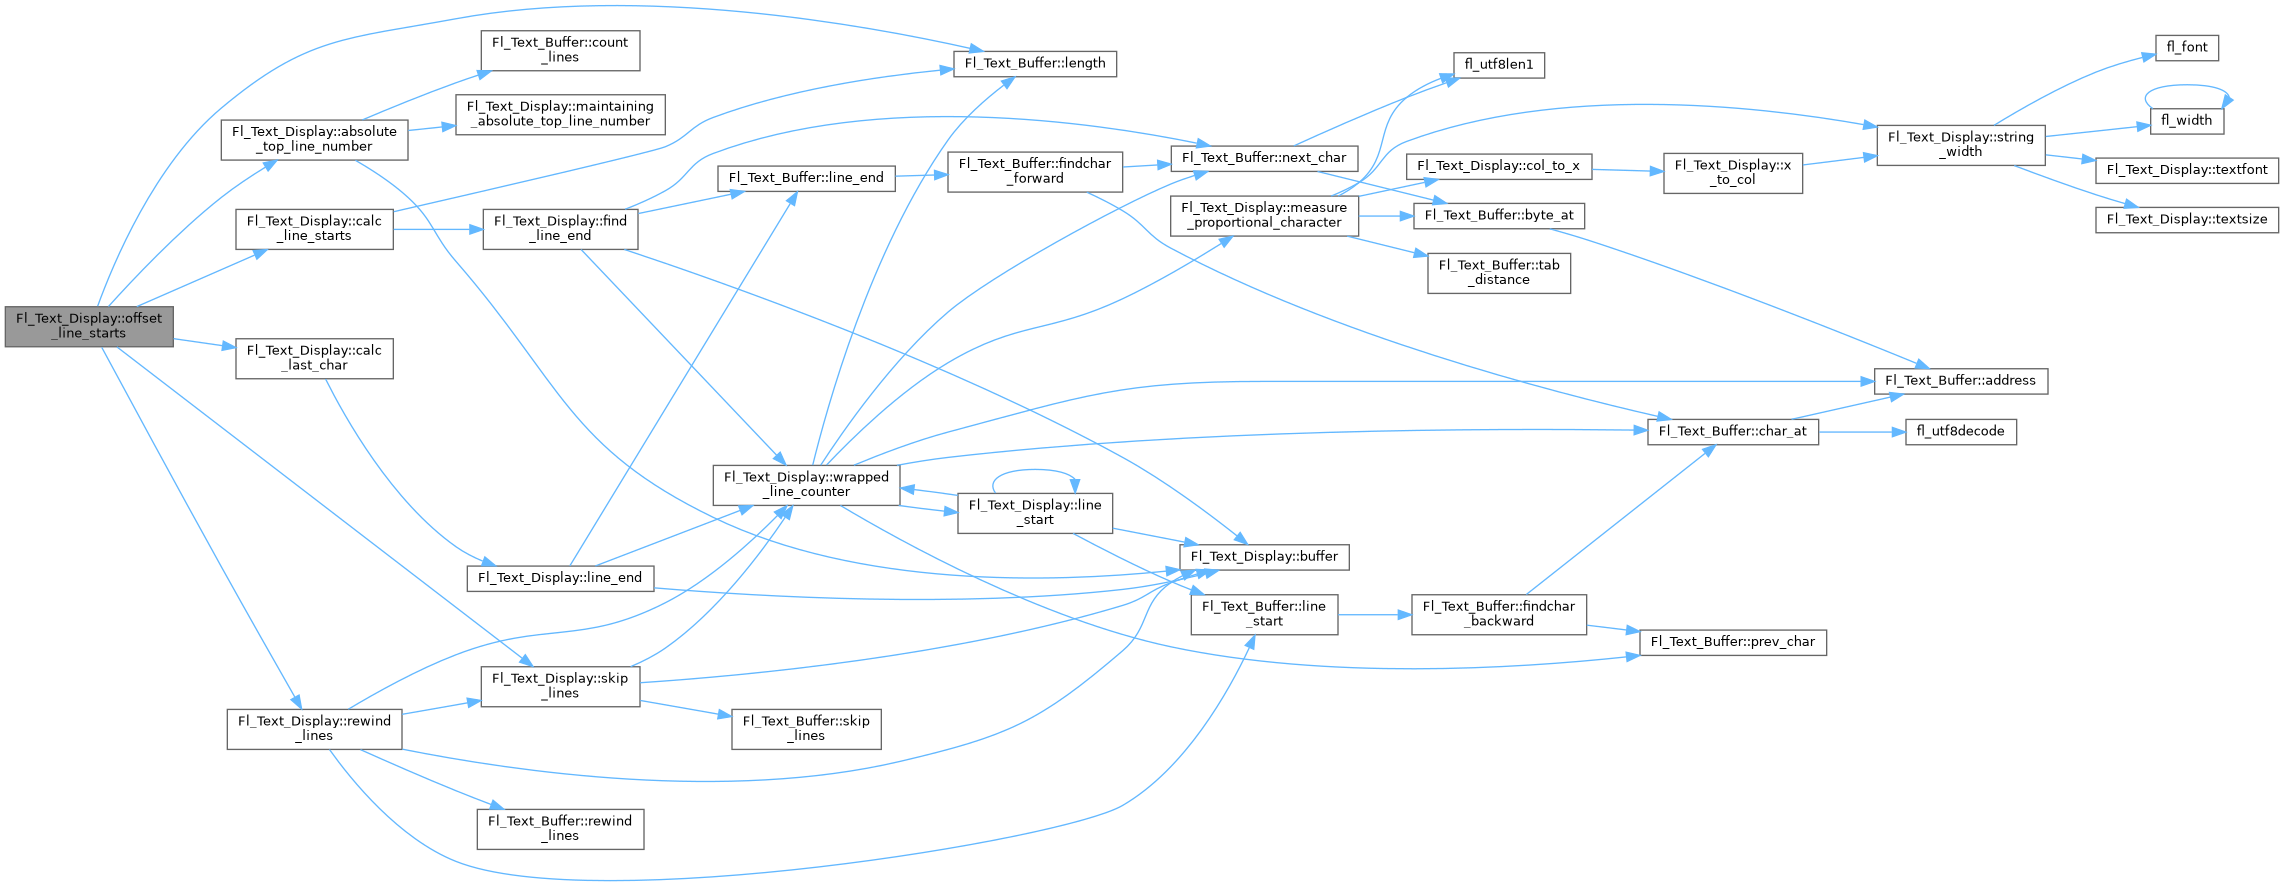 Fl_Text_Display::offset
_line_starts
Fl_Text_Display::absolute
_top_line_number
Fl_Text_Display::calc
_line_starts
Fl_Text_Display::calc
_last_char
Fl_Text_Display::rewind
_lines
Fl_Text_Buffer::count
_lines
Fl_Text_Display::maintaining
_absolute_top_line_number
Fl_Text_Display::find
_line_end
Fl_Text_Display::line_end
Fl_Text_Display::skip
_lines
Fl_Text_Buffer::rewind
_lines
Fl_Text_Buffer::line_end
Fl_Text_Display::wrapped
_line_counter
Fl_Text_Buffer::skip
_lines
Fl_Text_Buffer::length
Fl_Text_Buffer::findchar
_forward
Fl_Text_Display::line
_start
Fl_Text_Buffer::next_char
Fl_Text_Display::measure
_proportional_character
Fl_Text_Display::buffer
Fl_Text_Buffer::line
_start
fl_utf8len1
Fl_Text_Display::col_to_x
Fl_Text_Buffer::byte_at
Fl_Text_Buffer::tab
_distance
Fl_Text_Buffer::findchar
_backward
Fl_Text_Display::x
_to_col
Fl_Text_Buffer::char_at
Fl_Text_Buffer::prev_char
Fl_Text_Display::string
_width
Fl_Text_Buffer::address
fl_utf8decode
fl_font
fl_width
Fl_Text_Display::textfont
Fl_Text_Display::textsize